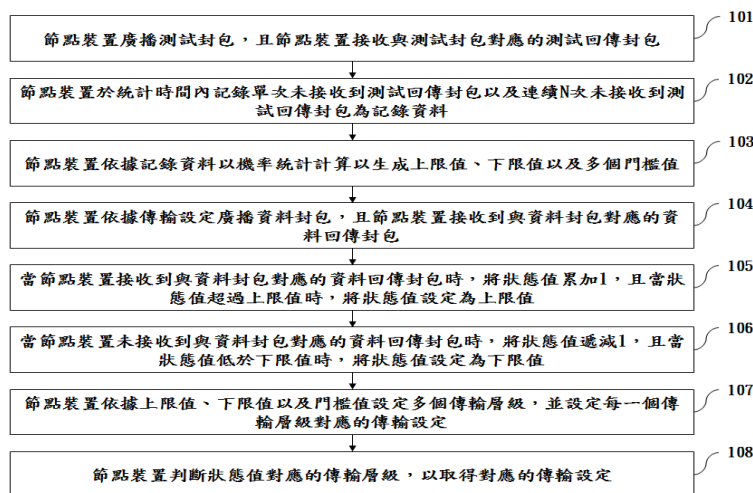 101
節點裝置廣播測試封包，且節點裝置接收與測試封包對應的測試回傳封包
102
節點裝置於統計時間內記錄單次未接收到測試回傳封包以及連續N次未接收到測
試回傳封包為記錄資料
103
節點裝置依據記錄資料以機率統計計算以生成上限值、下限值以及多個門檻值
104
節點裝置依據傳輸設定廣播資料封包，且節點裝置接收到與資料封包對應的資
料回傳封包
105
當節點裝置接收到與資料封包對應的資料回傳封包時，將狀態值累加1，且當狀
態值超過上限值時，將狀態值設定為上限值
106
當節點裝置未接收到與資料封包對應的資料回傳封包時，將狀態值遞減1，且當
狀態值低於下限值時，將狀態值設定為下限值
107
節點裝置依據上限值、下限值以及門檻值設定多個傳輸層級，並設定每一個傳
輸層級對應的傳輸設定
108
節點裝置判斷狀態值對應的傳輸層級，以取得對應的傳輸設定